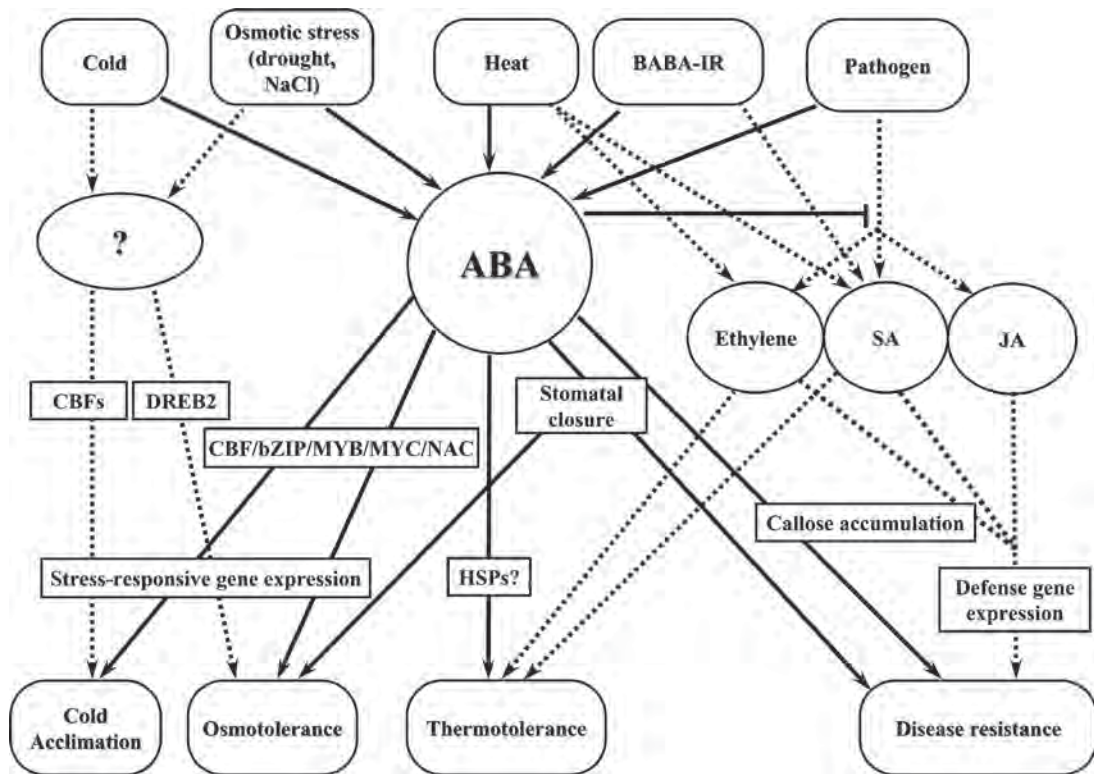 Cold
Osmotic stress
(drought,
NaCl)
Heat
BABA-IR
Pathogen
?
ABA
Ethylene
SA
JA
CBFs
DREB2
Stomatal
closure
CBF/bZIP/MYB/MYC/NAC
Callose accumulation
Stress-responsive gene expression
HSPs?
Defense gene
expression
Cold
Acclimation
Osmotolerance
Thermotolerance
Disease resistance